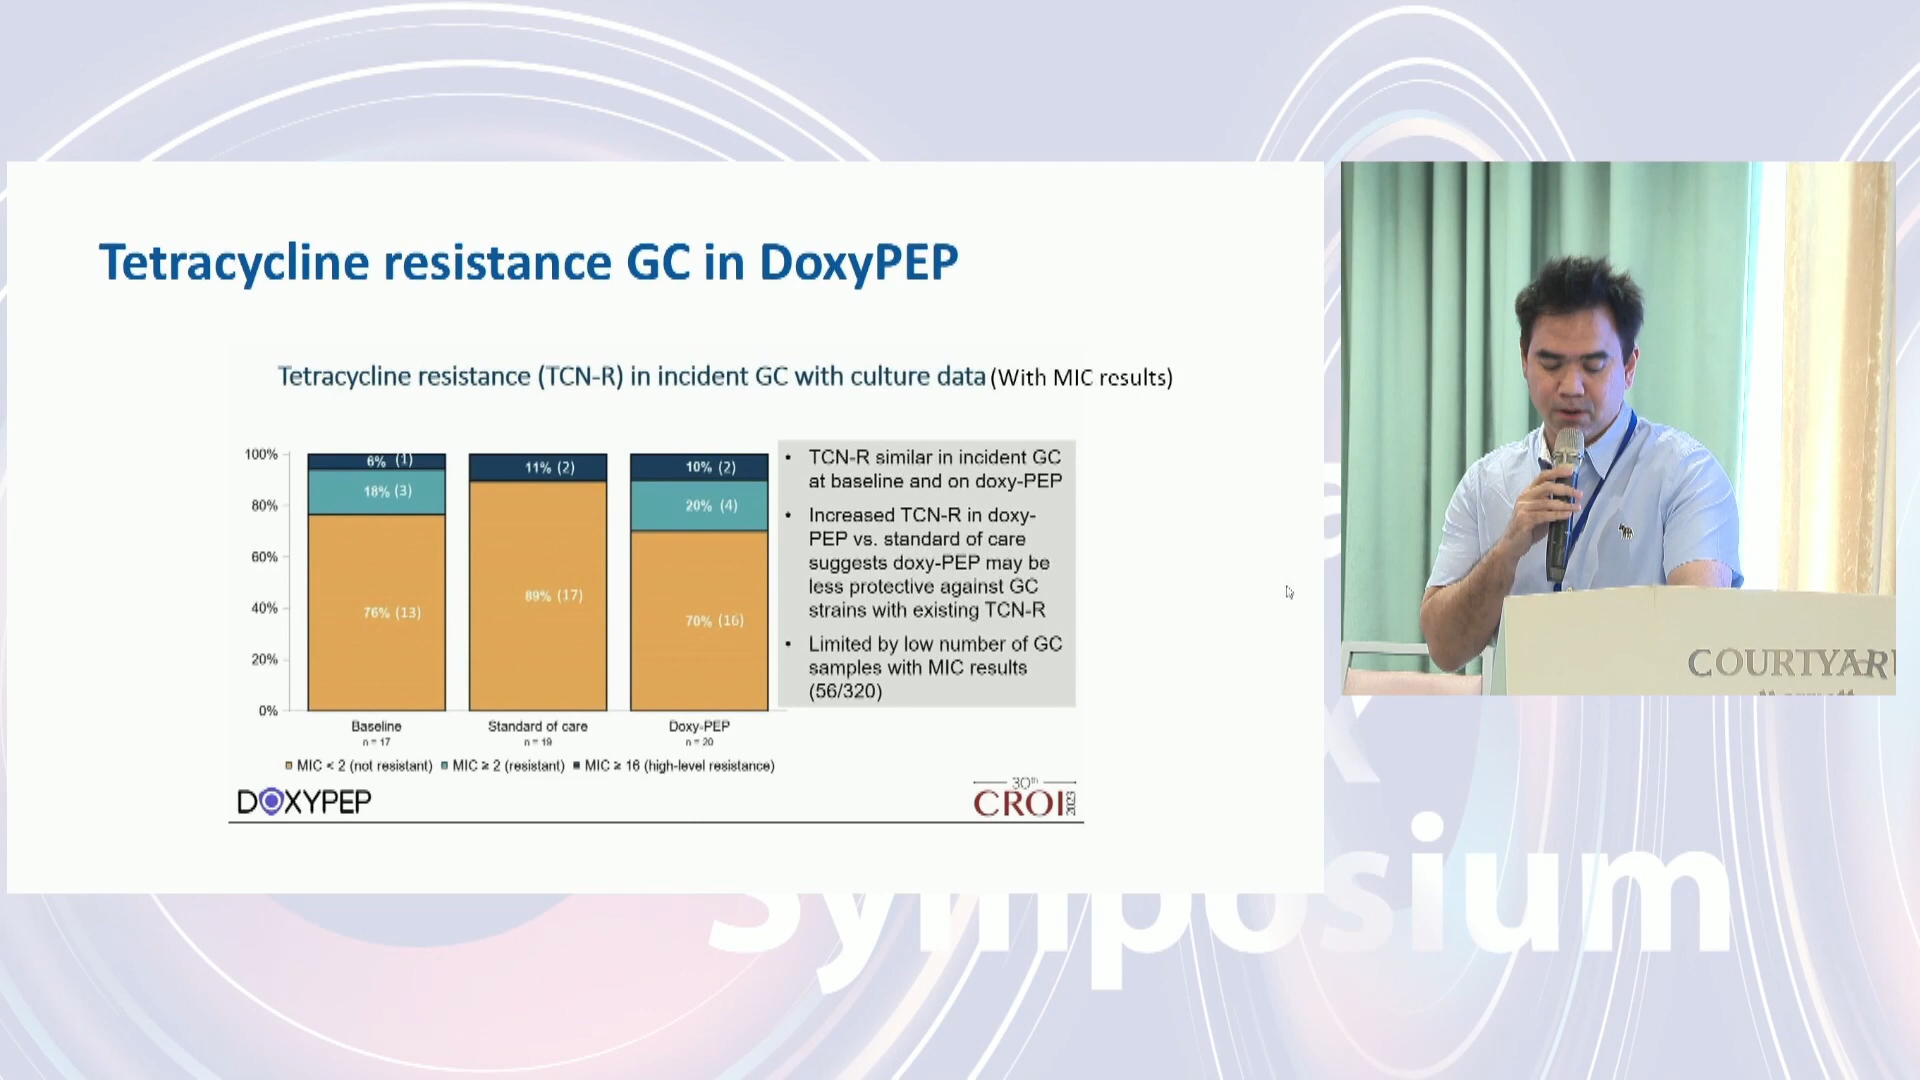 Tetracycline resistance GC in DoxyPEP
Tetracycline resistance (TCN-R) in incident GC with culture data (With MIC results)
100%
80%
60%
40%
20%
0%
6% (1)
18% (3)
76% (13)
11% (2)
89% (17)
10% (2)
20% (4)
70% (16)
Baseline
n = 17
Standard of care
n = 19
Doxy-PEP
n = 20
MIC < 2 (not resistant) MIC ≥ 2 (resistant) MIC ≥ 16 (high-level resistance)
• TCN-R similar in incident GC
at baseline and on doxy-PEP
• Increased TCN-R in doxy-
PEP vs. standard of care
suggests doxy-PEP may be
less protective against GC
strains with existing TCN-R
• Limited by low number of GC
samples with MIC results
(56/320)
DOXYPEP
30th
CROI 2023
COURTYAR
Symposium